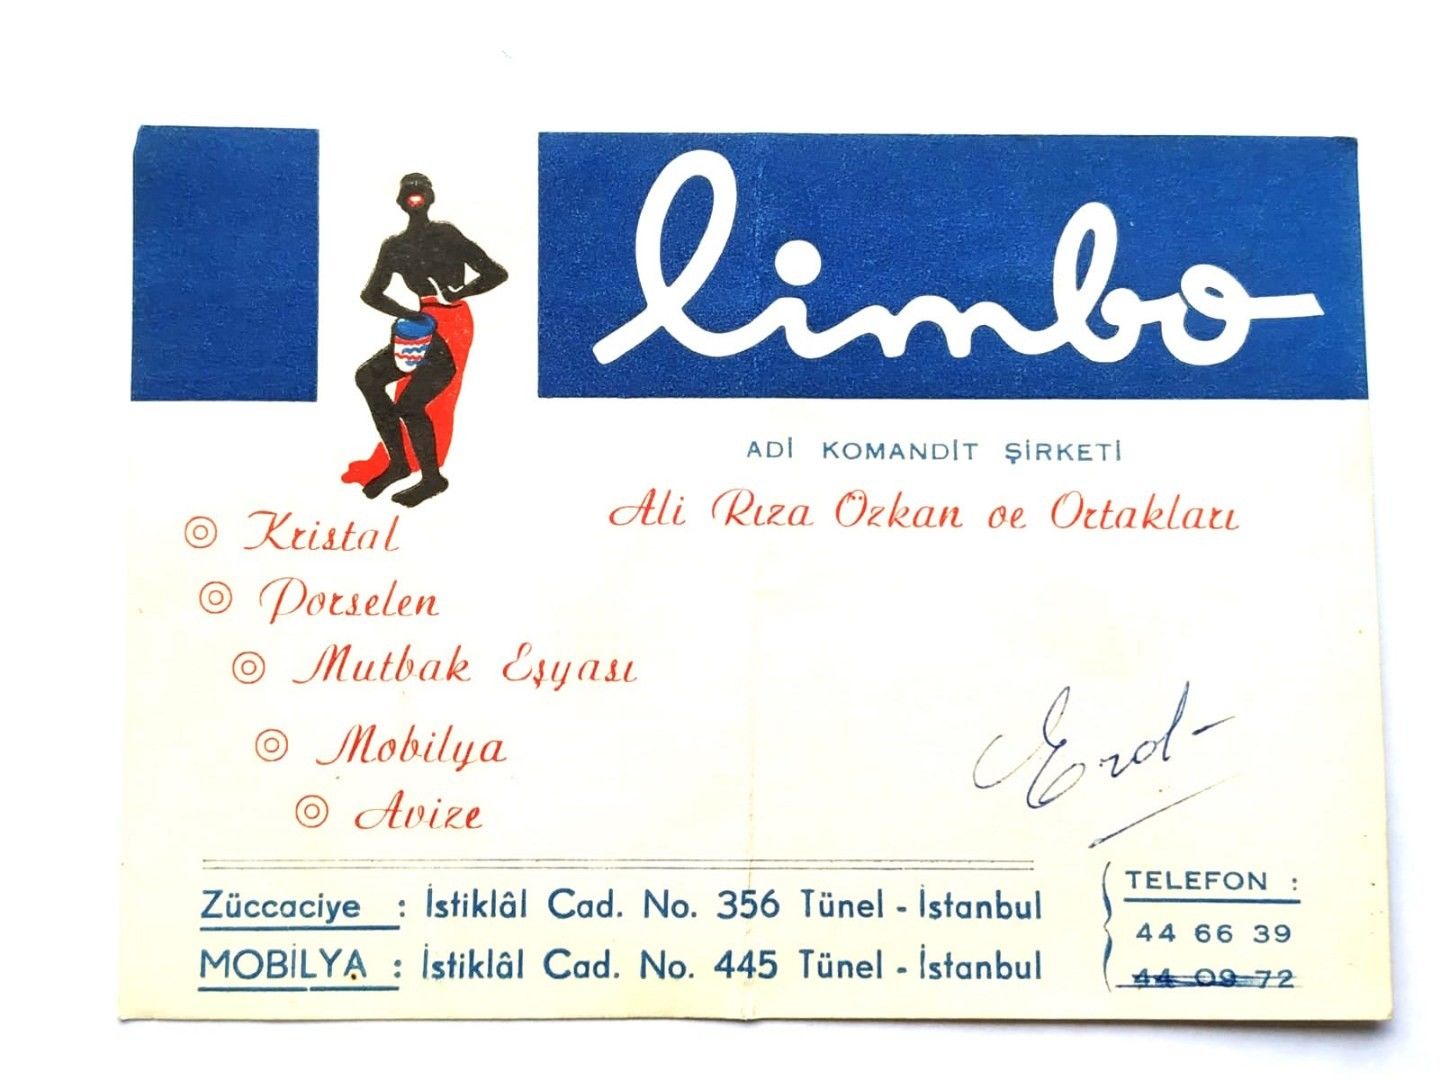 limbo
ADİ KOMANDİT ŞİRKETİ
Ali Rıza Özkan ve Ortakları
Kristal
Porselen
Mutbak Eşyası
Mobilya
Avize
Erol
Züccaciye : İstiklâl Cad. No. 356 Tünel - İstanbul
MOBİLYA : İstiklâl Cad. No. 445 Tünel - İstanbul
TELEFON :
44 66 39
44 09 72